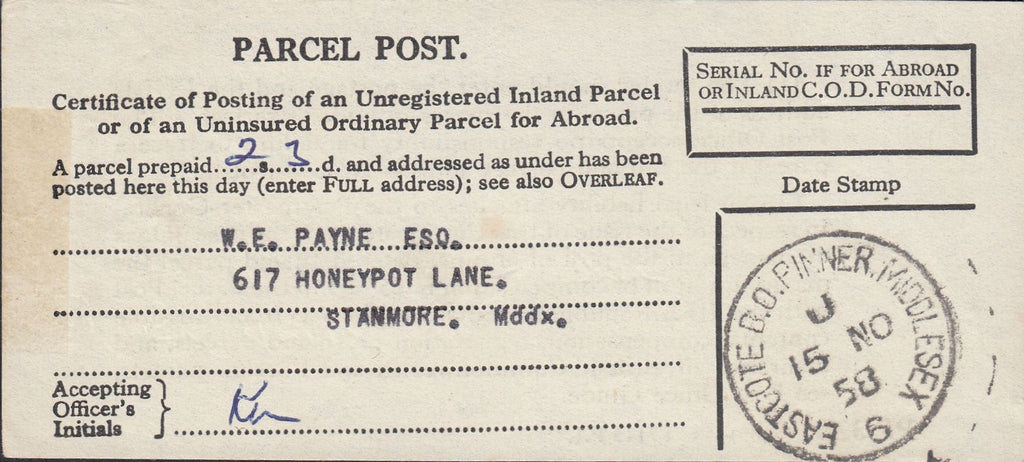 PARCEL POST.
Certificate of Posting of an Unregistered Inland Parcel
or of an Uninsured Ordinary Parcel for Abroad.
SERIAL NO. IF FOR ABROAD
OR INLAND C.O.D. FORM NO.
A parcel prepaid......2 s.......3 d. and addressed as under has been
posted here this day (enter FULL address); see also OVERLEAF.
Date Stamp
W.E. PAYNE ESQ.
617 HONEYPOT LANE.
STANMORE. Mddx.
Accepting
Officer's
Initials
EASTCOTE B.O. PINNER, MIDDLESEX
J
15 NO
58
6